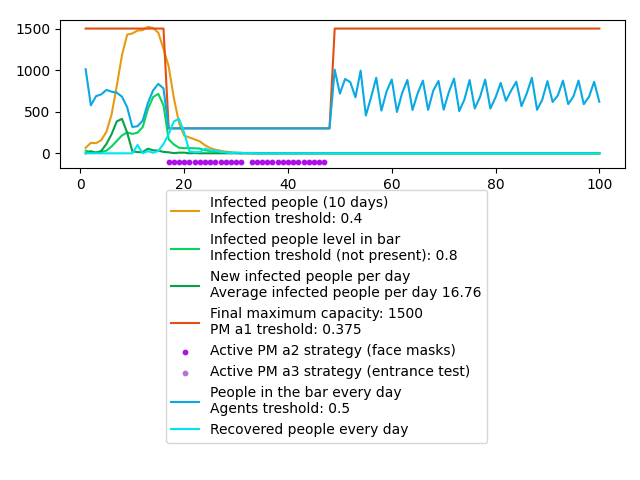 1500
1000
500
0
0 20 40 60 80 100
Infected people (10 days)
Infection treshold: 0.4
Infected people level in bar
Infection treshold (not present): 0.8
New infected people per day
Average infected people per day 16.76
Final maximum capacity: 1500
PM a1 treshold: 0.375
Active PM a2 strategy (face masks)
Active PM a3 strategy (entrance test)
People in the bar every day
Agents treshold: 0.5
Recovered people every day